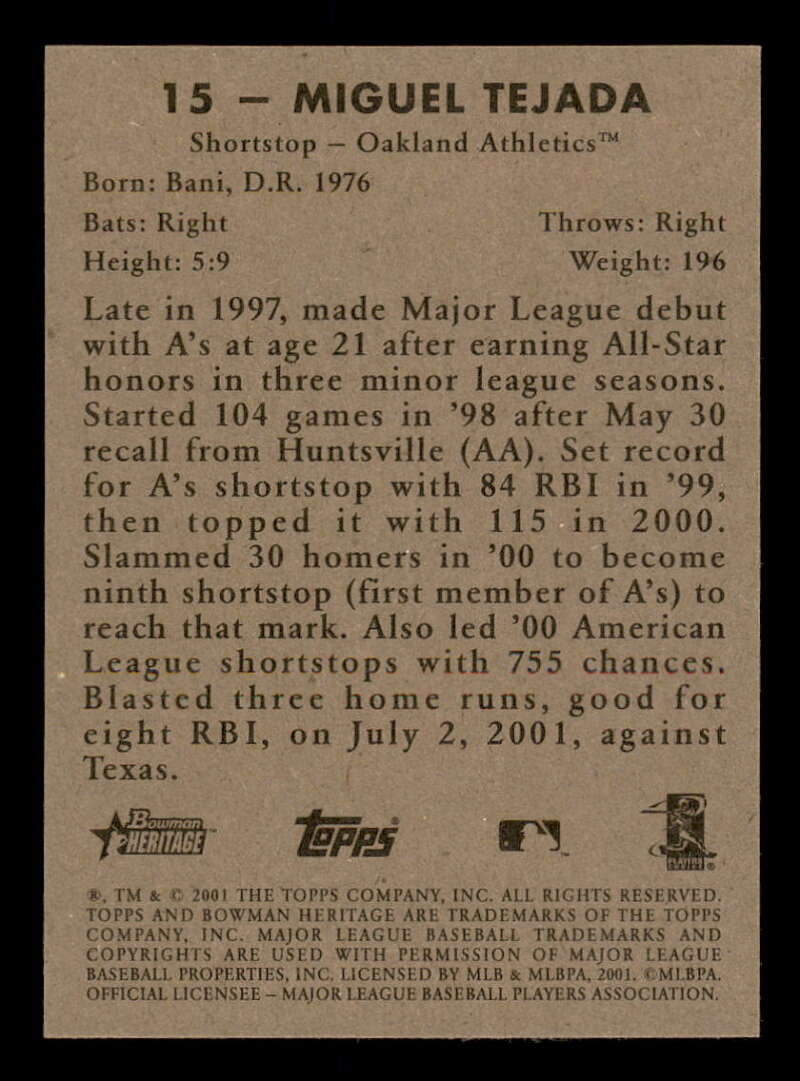 15 – MIGUEL TEJADA
Shortstop – Oakland Athletics™
Born: Bani, D.R. 1976
Bats: Right Throws: Right
Height: 5:9 Weight: 196
Late in 1997, made Major League debut
with A's at age 21 after earning All-Star
honors in three minor league seasons.
Started 104 games in '98 after May 30
recall from Huntsville (AA). Set record
for A's shortstop with 84 RBI in '99,
then topped it with 115 in 2000.
Slammed 30 homers in '00 to become
ninth shortstop (first member of A's) to
reach that mark. Also led '00 American
League shortstops with 755 chances.
Blasted three home runs, good for
eight RBI, on July 2, 2001, against
Texas.
Bowman HERITAGE™ Topps®
®, TM & © 2001 THE TOPPS COMPANY, INC. ALL RIGHTS RESERVED.
TOPPS AND BOWMAN HERITAGE ARE TRADEMARKS OF THE TOPPS
COMPANY, INC. MAJOR LEAGUE BASEBALL TRADEMARKS AND
COPYRIGHTS ARE USED WITH PERMISSION OF MAJOR LEAGUE
BASEBALL PROPERTIES, INC. LICENSED BY MLB & MLBPA, 2001. ©MLBPA.
OFFICIAL LICENSEE – MAJOR LEAGUE BASEBALL PLAYERS ASSOCIATION.